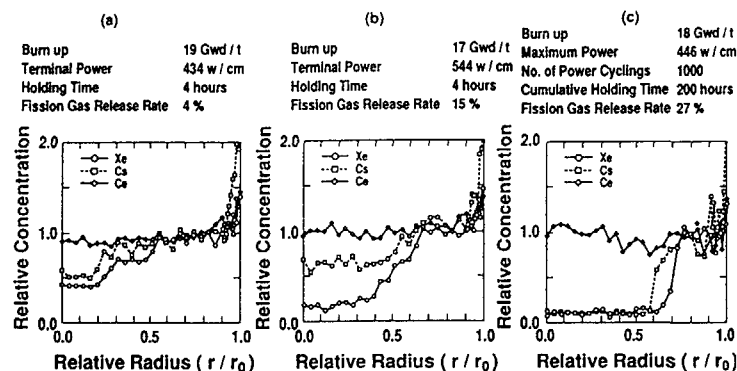 (a)
Burn up 19 Gwd / t
Terminal Power 434 w / cm
Holding Time 4 hours
Fission Gas Release Rate 4 %
(b)
Burn up 17 Gwd / t
Terminal Power 544 w / cm
Holding Time 4 hours
Fission Gas Release Rate 15 %
(c)
Burn up 18 Gwd / t
Maximum Power 446 w / cm
No. of Power Cyclings 1000
Cumulative Holding Time 200 hours
Fission Gas Release Rate 27 %
Relative Concentration
2.0
1.0
0.0
Xe
Cs
Ce
0.0 0.5 1.0
Relative Radius ( r / r0 )
Relative Concentration
2.0
1.0
0.0
Xe
Cs
Ce
0.0 0.5 1.0
Relative Radius ( r / r0 )
Relative Concentration
2.0
1.0
0.0
Xe
Cs
Ce
0.0 0.5 1.0
Relative Radius ( r / r0 )